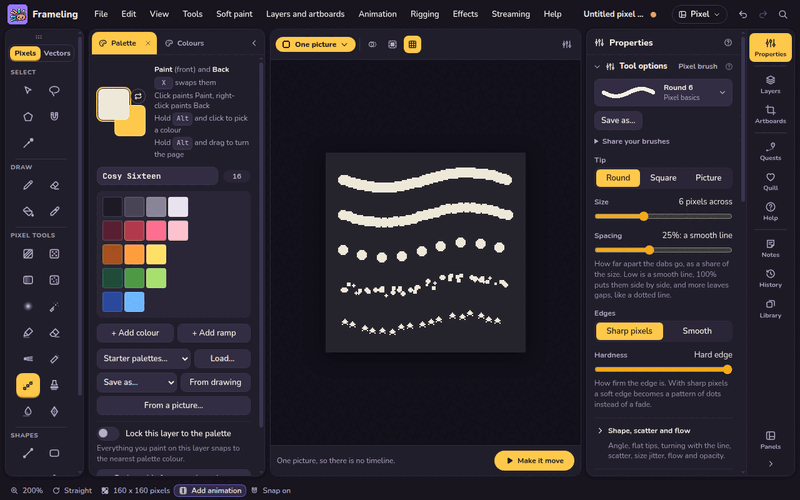 Frameling File Edit View Tools Soft paint Layers and artboards Animation Rigging Effects Streaming Help Untitled pixel ... Pixel
Pixels Vectors
SELECT
DRAW
PIXEL TOOLS
SHAPES
Palette Colours
Paint (front) and Back
X swaps them
Click paints Paint, right-
click paints Back
Hold Alt and click to pick
a colour
Hold Alt and drag to turn
the page
Cosy Sixteen 16
+ Add colour + Add ramp
Starter palettes... Load...
Save as... From drawing
From a picture...
Lock this layer to the palette
Everything you paint on this layer snaps to
the nearest palette colour.
One picture
One picture, so there is no timeline. Make it move
Properties
Tool options Pixel brush
Round 6
Pixel basics
Save as...
Share your brushes
Tip
Round Square Picture
Size 6 pixels across
Spacing 25%: a smooth line
How far apart the dabs go, as a share of
the size. Low is a smooth line, 100%
puts them side by side, and more leaves
gaps, like a dotted line.
Edges
Sharp pixels Smooth
Hardness Hard edge
How firm the edge is. With sharp pixels
a soft edge becomes a pattern of dots
instead of a fade.
Shape, scatter and flow
Angle, flat tips, turning with the line,
scatter, size jitter, flow and opacity.
Properties
Layers
Artboards
Quests
Quill
Help
Notes
History
Library
Panels
200% Straight 160 x 160 pixels Add animation Snap on